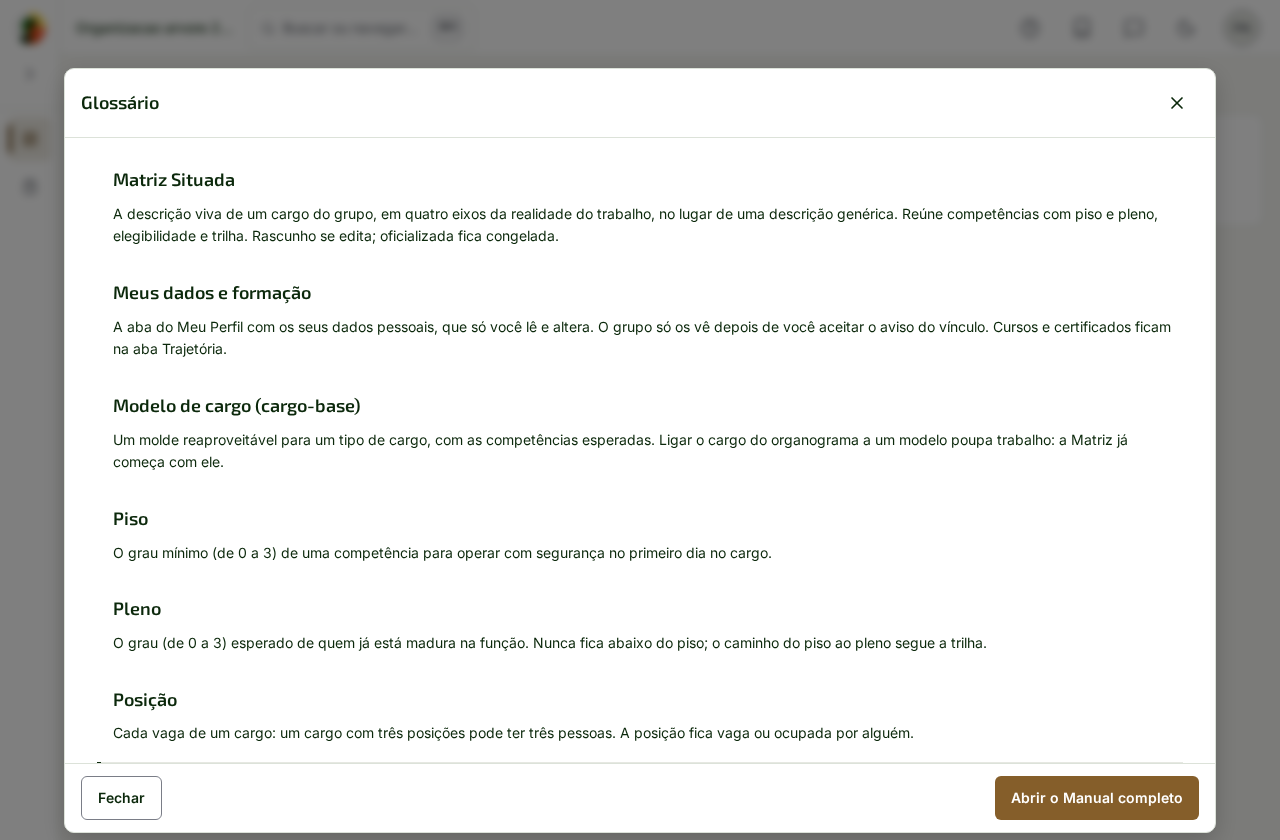 Glossário
Matriz Situada
A descrição viva de um cargo do grupo, em quatro eixos da realidade do trabalho, no lugar de uma descrição genérica. Reúne competências com piso e pleno,
elegibilidade e trilha. Rascunho se edita; oficializada fica congelada.
Meus dados e formação
A aba do Meu Perfil com os seus dados pessoais, que só você lê e altera. O grupo só os vê depois de você aceitar o aviso do vínculo. Cursos e certificados ficam
na aba Trajetória.
Modelo de cargo (cargo-base)
Um molde reaproveitável para um tipo de cargo, com as competências esperadas. Ligar o cargo do organograma a um modelo poupa trabalho: a Matriz já
começa com ele.
Piso
O grau mínimo (de 0 a 3) de uma competência para operar com segurança no primeiro dia no cargo.
Pleno
O grau (de 0 a 3) esperado de quem já está madura na função. Nunca fica abaixo do piso; o caminho do piso ao pleno segue a trilha.
Posição
Cada vaga de um cargo: um cargo com três posições pode ter três pessoas. A posição fica vaga ou ocupada por alguém.
Fechar
Abrir o Manual completo